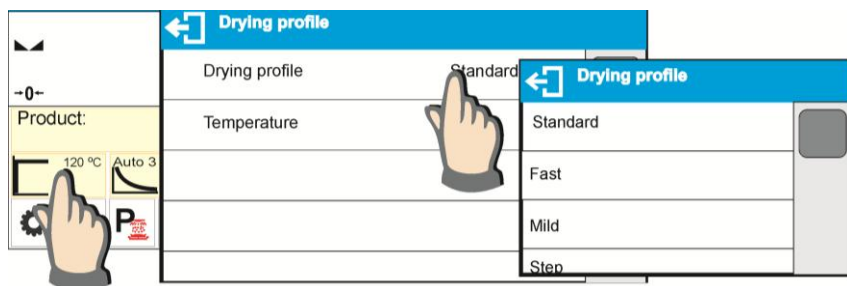 →0←
Product:
120 ºC
Auto 3
P
Drying profile
Drying profile
Standard
Temperature
Drying profile
Standard
Fast
Mild
Step